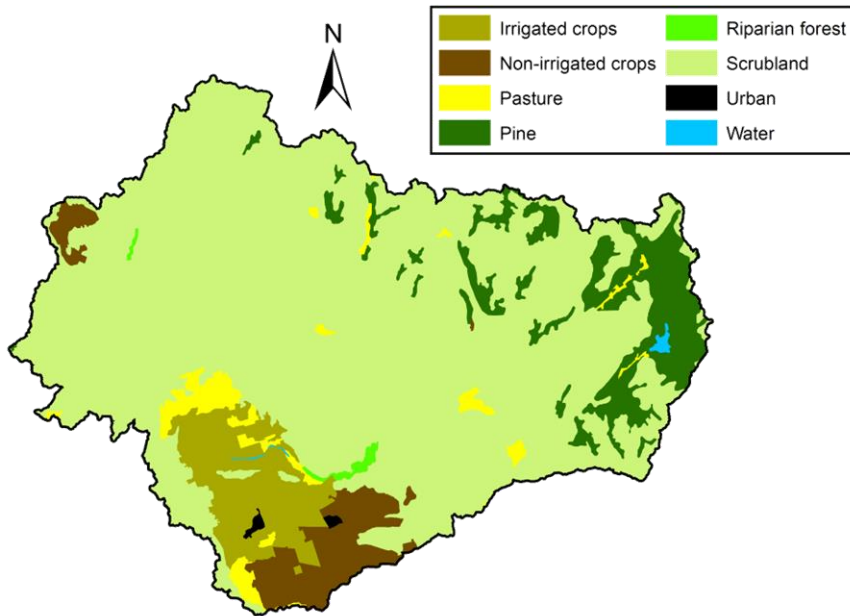 Irrigated crops
Non-irrigated crops
Pasture
Pine
Riparian forest
Scrubland
Urban
Water
N